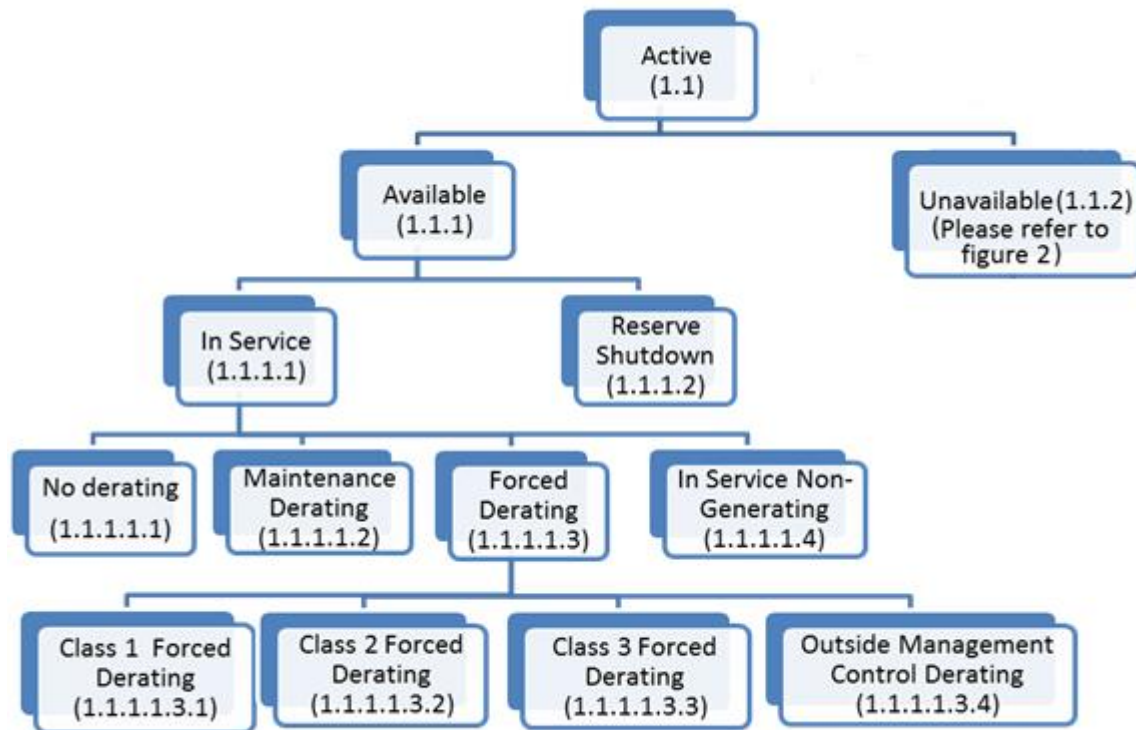 Active
(1.1)
Available
(1.1.1)
Unavailable(1.1.2)
(Please refer to
figure 2)
In Service
(1.1.1.1)
Reserve
Shutdown
(1.1.1.2)
No derating
(1.1.1.1.1)
Maintenance
Derating
(1.1.1.1.2)
Forced
Derating
(1.1.1.1.3)
In Service Non-
Generating
(1.1.1.1.4)
Class 1 Forced
Derating
(1.1.1.1.3.1)
Class 2 Forced
Derating
(1.1.1.1.3.2)
Class 3 Forced
Derating
(1.1.1.1.3.3)
Outside Management
Control Derating
(1.1.1.1.3.4)